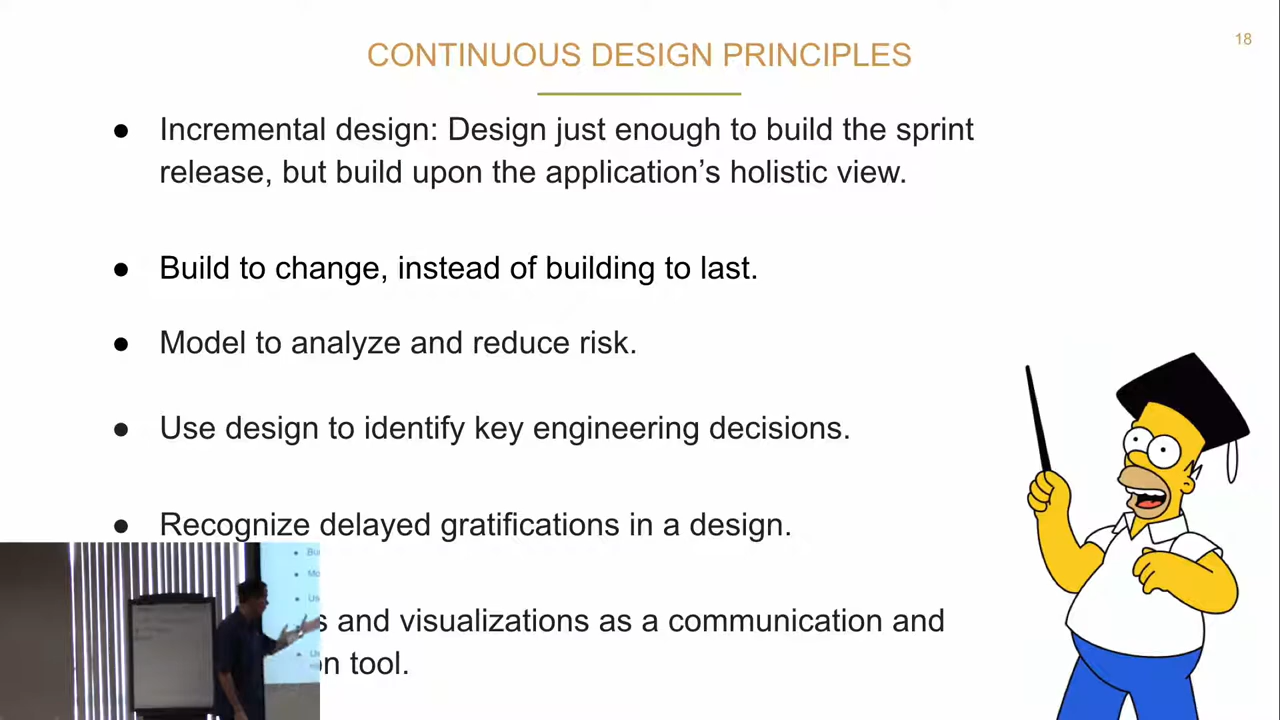 18
CONTINUOUS DESIGN PRINCIPLES
● Incremental design: Design just enough to build the sprint
release, but build upon the application’s holistic view.
● Build to change, instead of building to last.
● Model to analyze and reduce risk.
● Use design to identify key engineering decisions.
● Recognize delayed gratifications in a design.
and visualizations as a communication and
tool.